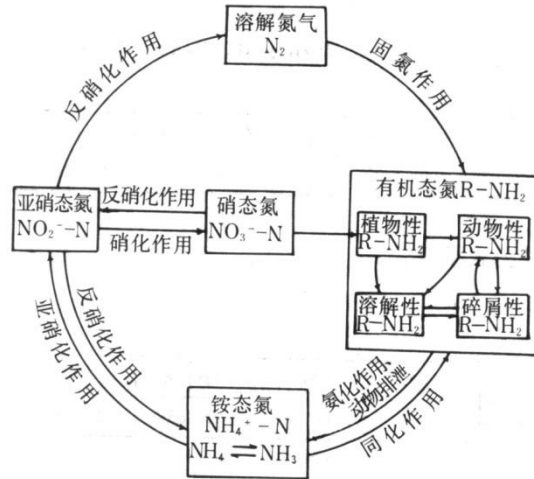 溶解氮气
N₂
反硝化作用
固氮作用
有机态氮R-NH₂
亚硝态氮
NO₂⁻-N
反硝化作用
硝化作用
硝态氮
NO₃⁻-N
植物性
R-NH₂
动物性
R-NH₂
溶解性
R-NH₂
碎屑性
R-NH₂
反硝化作用
亚硝化作用
氨化作用、
动物排泄
同化作用
铵态氮
NH₄⁺-N
NH₄ ⇌ NH₃